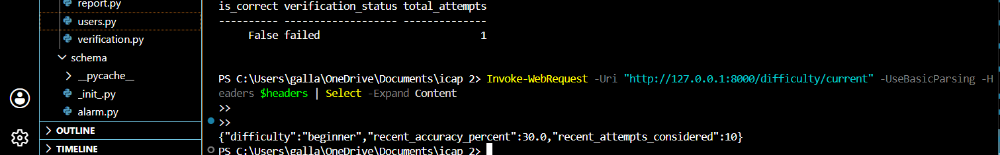 report.py
users.py
verification.py
schema
__pycache__
_init_.py
alarm.py
OUTLINE
TIMELINE
is_correct verification_status total_attempts
---------- ------------------- --------------
False failed 1
PS C:\Users\galla\OneDrive\Documents\icap 2> Invoke-WebRequest -Uri "http://127.0.0.1:8000/difficulty/current" -UseBasicParsing -H
eaders $headers | Select -Expand Content
>>
>>
{"difficulty":"beginner","recent_accuracy_percent":30.0,"recent_attempts_considered":10}
PS C:\Users\galla\OneDrive\Documents\icap 2>